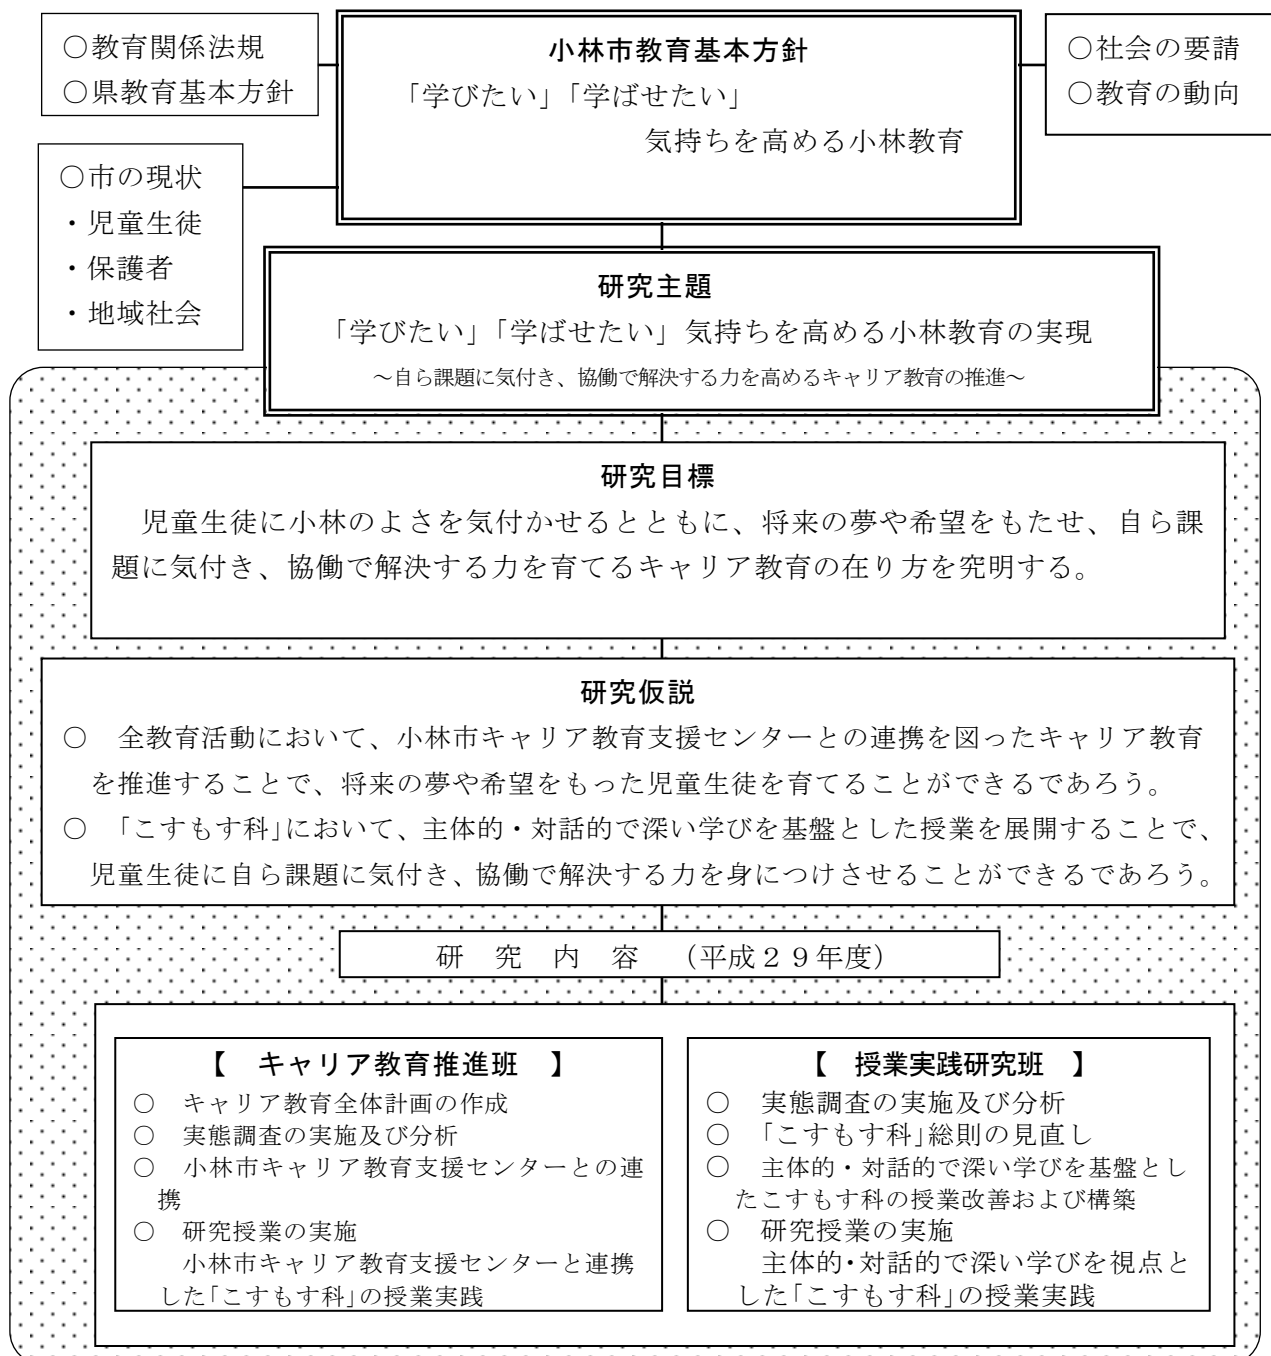 ○教育関係法規
○県教育基本方針
小林市教育基本方針
「学びたい」「学ばせたい」
気持ちを高める小林教育
○社会の要請
○教育の動向
○市の現状
・児童生徒
・保護者
・地域社会
研究主題
「学びたい」「学ばせたい」気持ちを高める小林教育の実現
～自ら課題に気付き、協働で解決する力を高めるキャリア教育の推進～
研究目標
児童生徒に小林のよさを気付かせるとともに、将来の夢や希望をもたせ、自ら課
題に気付き、協働で解決する力を育てるキャリア教育の在り方を究明する。
研究仮説
○　全教育活動において、小林市キャリア教育支援センターとの連携を図ったキャリア教育
を推進することで、将来の夢や希望をもった児童生徒を育てることができるであろう。
○　「こすもす科」において、主体的・対話的で深い学びを基盤とした授業を展開することで、
児童生徒に自ら課題に気付き、協働で解決する力を身につけさせることができるであろう。
研　究　内　容　（平成２９年度）
【　キャリア教育推進班　】
○　キャリア教育全体計画の作成
○　実態調査の実施及び分析
○　小林市キャリア教育支援センターとの連
携
○　研究授業の実施
小林市キャリア教育支援センターと連携
した「こすもす科」の授業実践
【　授業実践研究班　】
○　実態調査の実施及び分析
○　「こすもす科」総則の見直し
○　主体的・対話的で深い学びを基盤とし
たこすもす科の授業改善および構築
○　研究授業の実施
主体的・対話的で深い学びを視点と
した「こすもす科」の授業実践